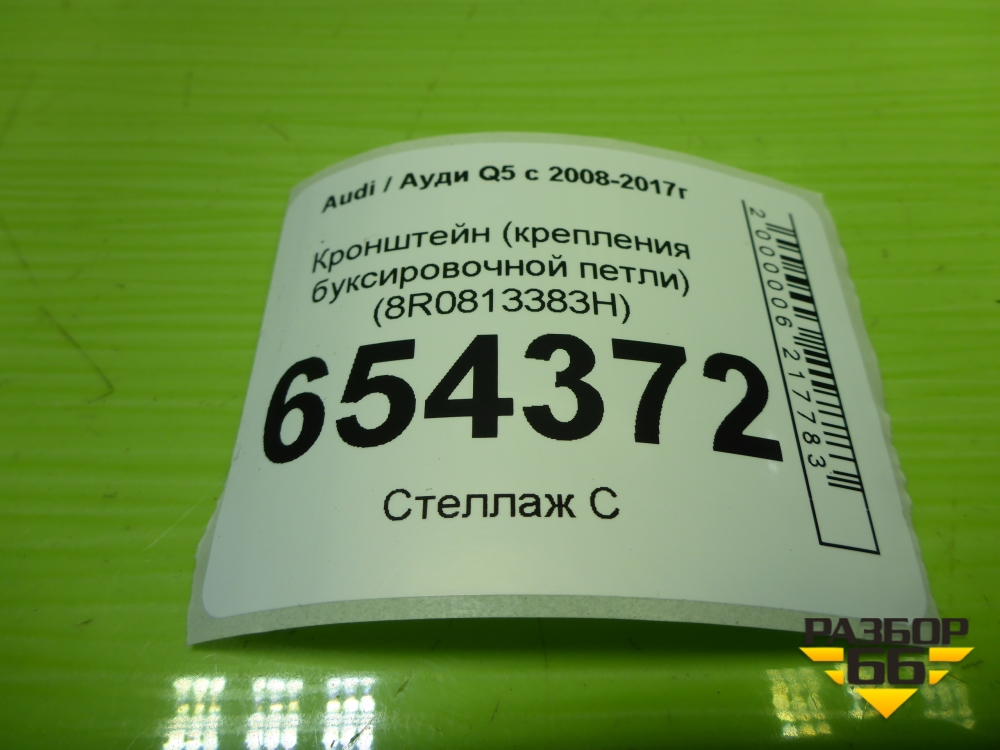 Audi / Ауди Q5 с 2008-2017г
Кронштейн (крепления
буксировочной петли)
(8R0813383H)
654372
Стеллаж С
2000006217783
РАЗБОР
66